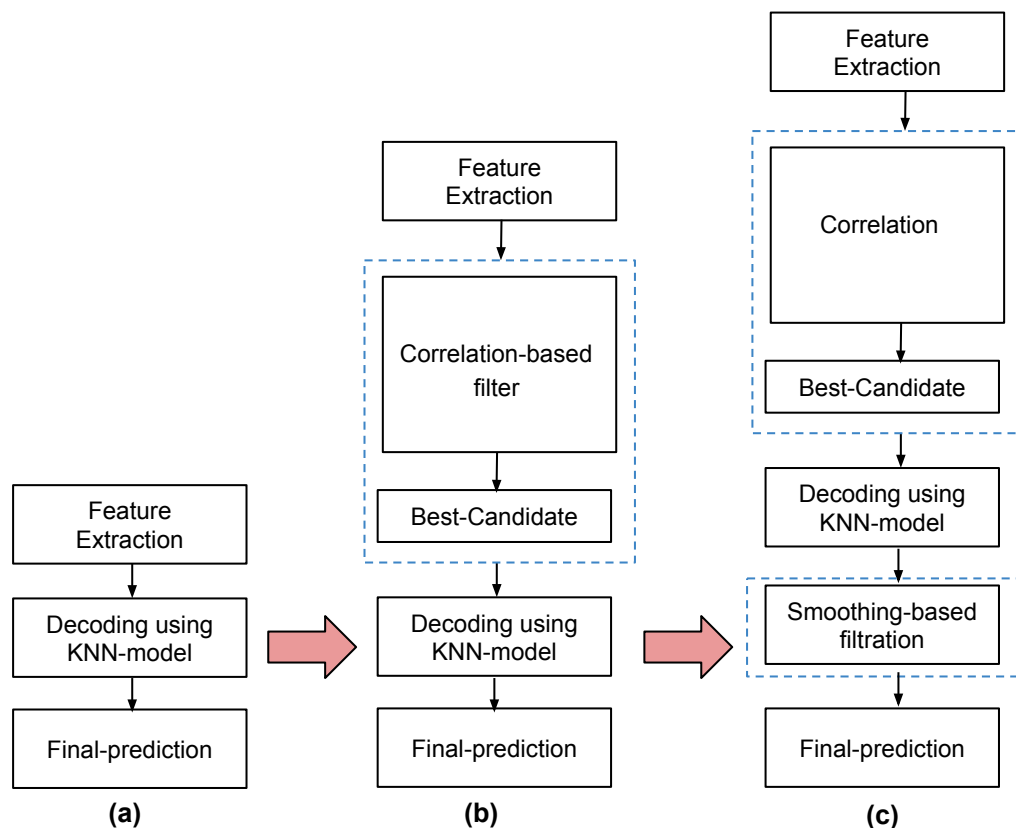 Feature
Extraction
Decoding using
KNN-model
Final-prediction
(a)
Feature
Extraction
Correlation-based
filter
Best-Candidate
Decoding using
KNN-model
Final-prediction
(b)
Feature
Extraction
Correlation
Best-Candidate
Decoding using
KNN-model
Smoothing-based
filtration
Final-prediction
(c)